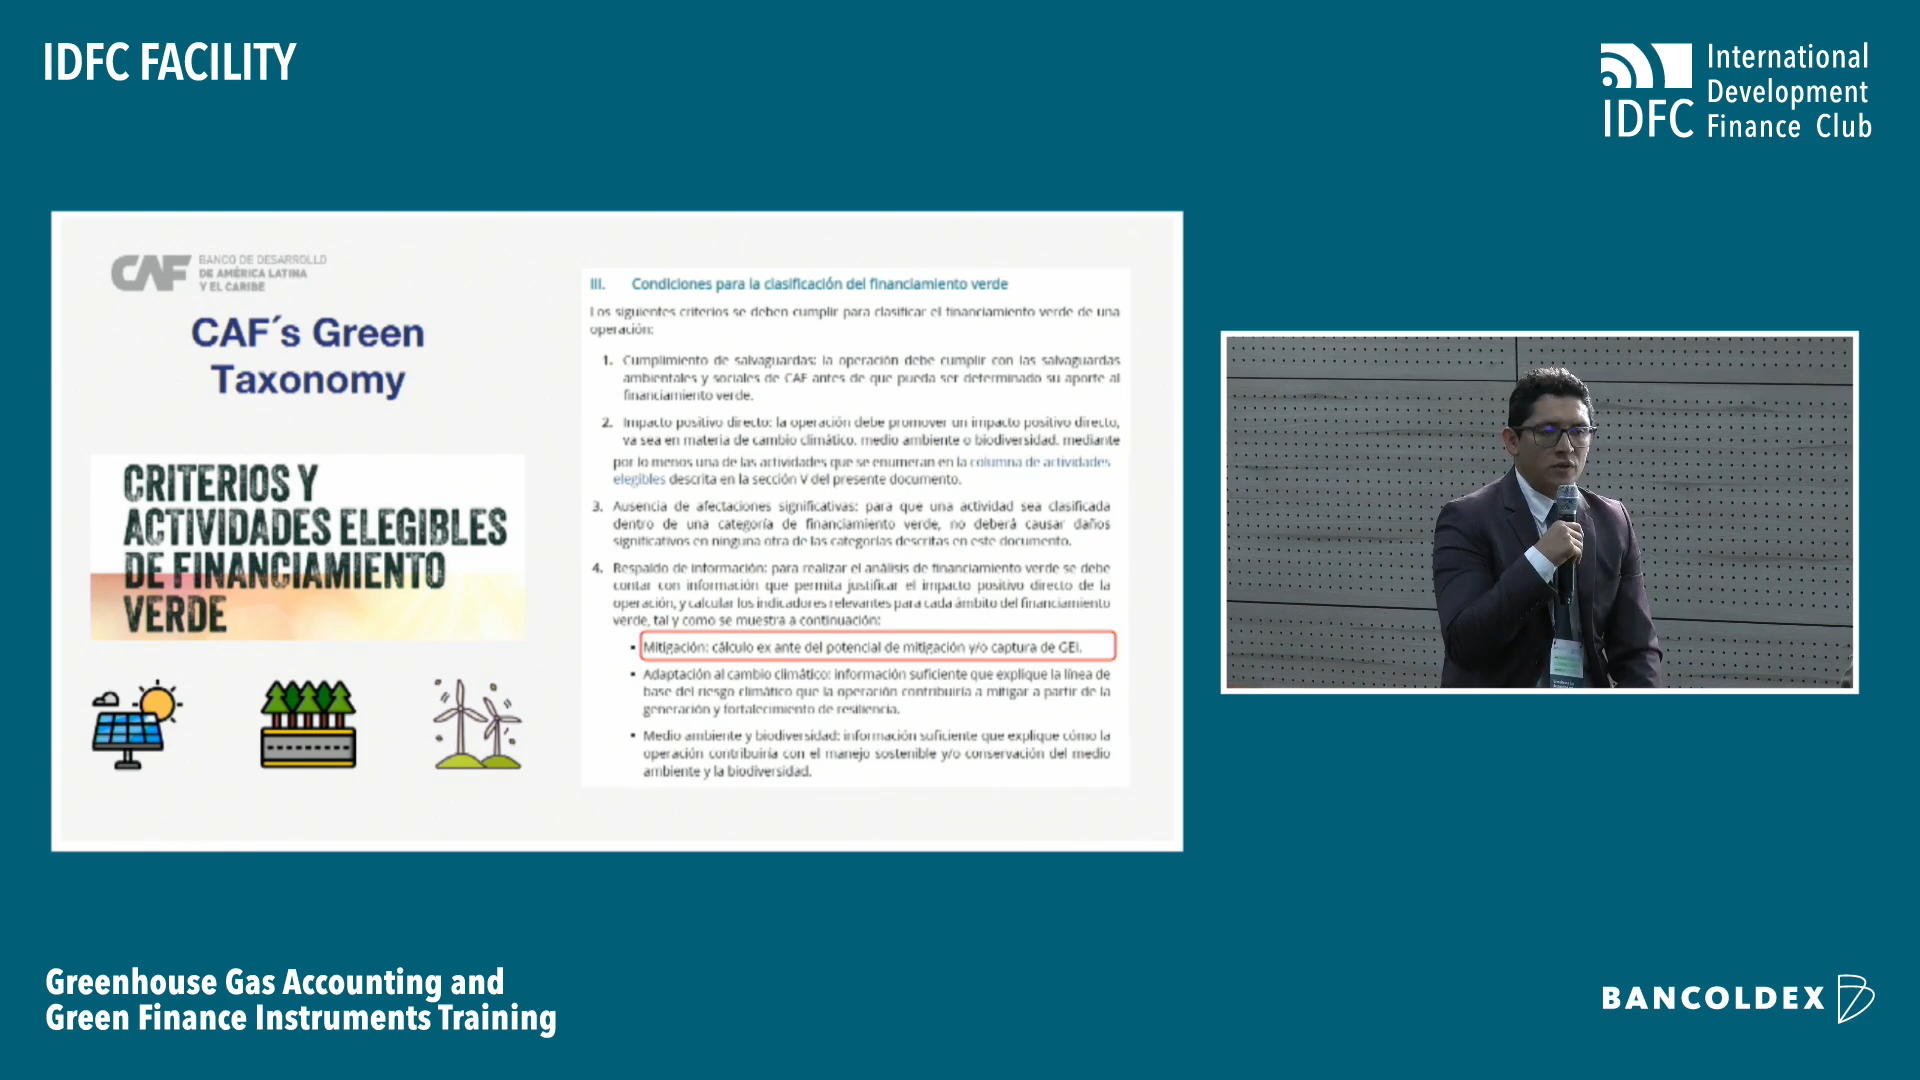 IDFC FACILITY
IDFC
International
Development
Finance Club
CAF
BANCO DE DESARROLLO
DE AMÉRICA LATINA
Y EL CARIBE
CAF´s Green
Taxonomy
CRITERIOS Y
ACTIVIDADES ELEGIBLES
DE FINANCIAMIENTO
VERDE
III. Condiciones para la clasificación del financiamiento verde
Los siguientes criterios se deben cumplir para clasificar el financiamiento verde de una
operación:
1. Cumplimiento de salvaguardas: la operación debe cumplir con las salvaguardas
ambientales y sociales de CAF antes de que pueda ser determinado su aporte al
financiamiento verde.
2. Impacto positivo directo: la operación debe promover un impacto positivo directo,
ya sea en materia de cambio climático, medio ambiente o biodiversidad, mediante
por lo menos una de las actividades que se enumeran en la columna de actividades
elegibles descrita en la sección V del presente documento.
3. Ausencia de afectaciones significativas: para que una actividad sea clasificada
dentro de una categoría de financiamiento verde, no deberá causar daños
significativos en ninguna otra de las categorías descritas en este documento.
4. Respaldo de información: para realizar el análisis de financiamiento verde se debe
contar con información que permita justificar el impacto positivo directo de la
operación, y calcular los indicadores relevantes para cada ámbito del financiamiento
verde, tal y como se muestra a continuación:
▪ Mitigación: cálculo ex ante del potencial de mitigación y/o captura de GEI.
▪ Adaptación al cambio climático: información suficiente que explique la línea de
base del riesgo climático que la operación contribuiría a mitigar a partir de la
generación y fortalecimiento de resiliencia.
▪ Medio ambiente y biodiversidad: información suficiente que explique cómo la
operación contribuiría con el manejo sostenible y/o conservación del medio
ambiente y la biodiversidad.
Greenhouse Gas Accounting and
Green Finance Instruments Training
BANCOLDEX